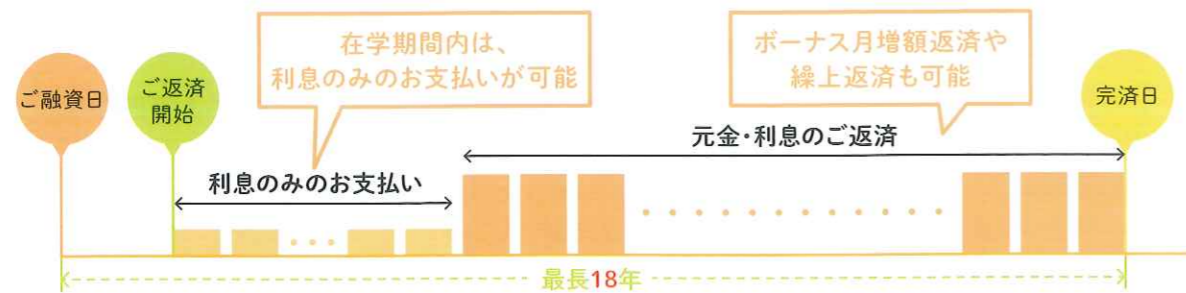 在学期間内は、
利息のみのお支払いが可能
ボーナス月増額返済や
繰上返済も可能
ご融資日
ご返済
開始
完済日
元金・利息のご返済
利息のみのお支払い
最長18年